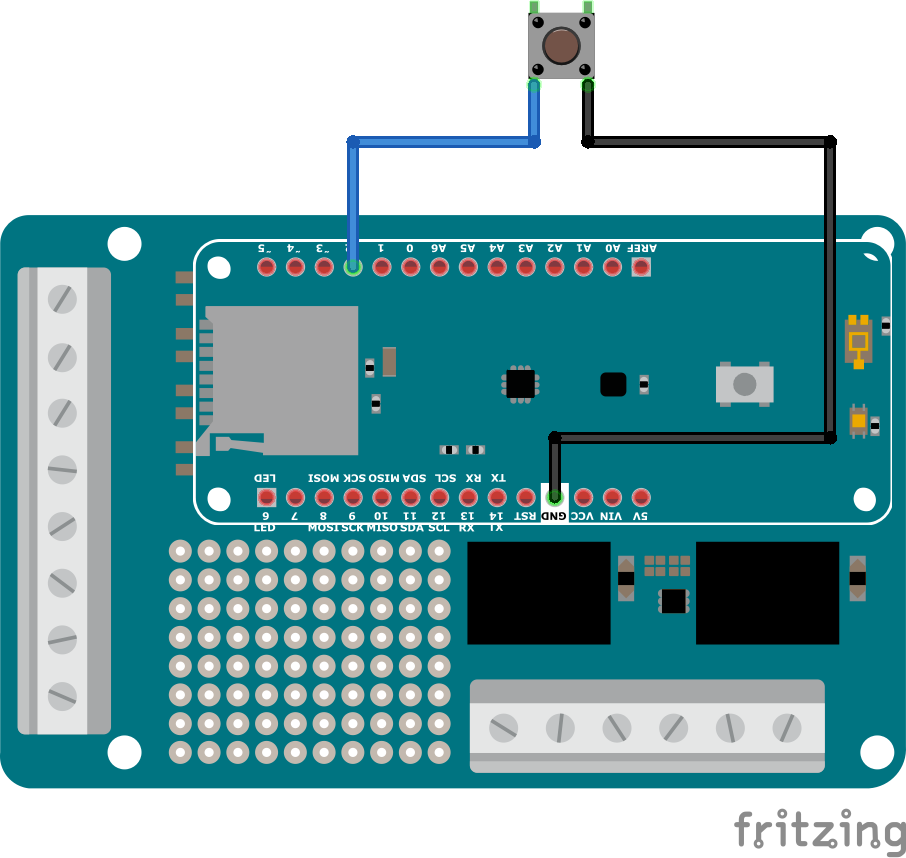 ~5 ~4 ~3 2 1 0 A6 A5 A4 A3 A2 A1 A0 AREF
LED MOSI SCK MISO SDA SCL RX TX
6 7 8 9 10 11 12 13 14 RST GND VCC VIN 5V
LED MOSI SCK MISO SDA SCL RX TX
fritzing